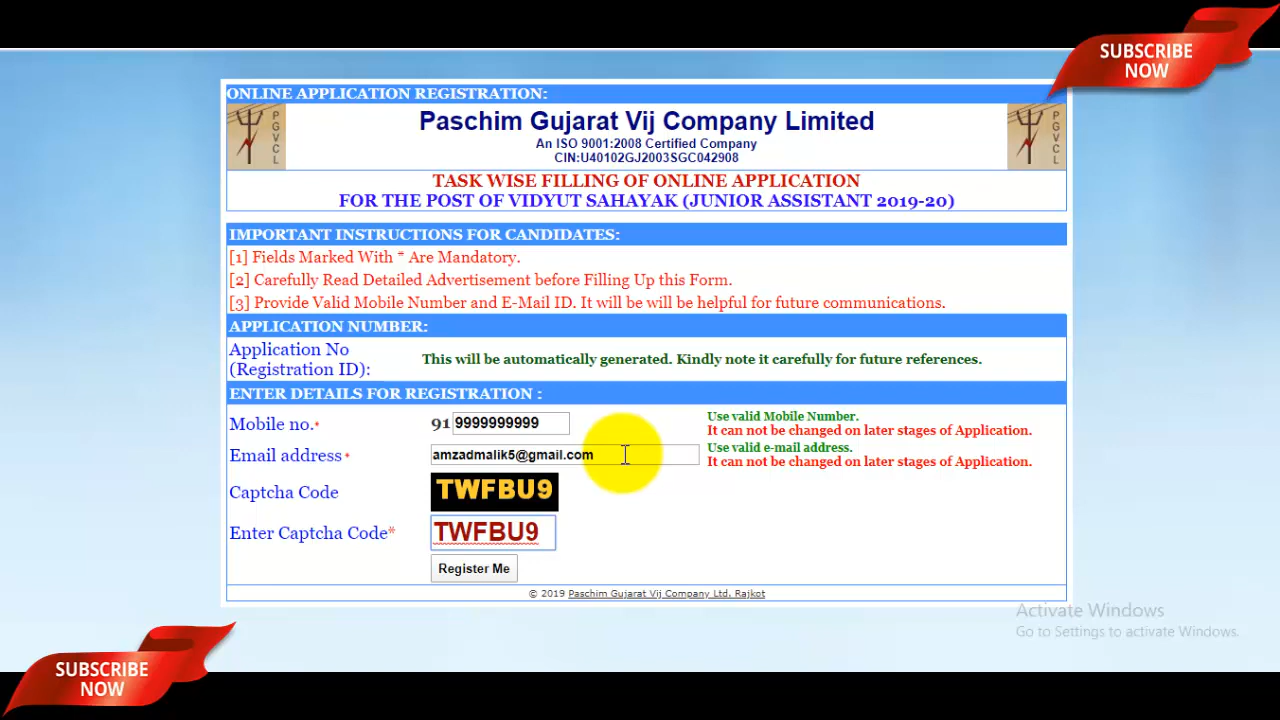 SUBSCRIBE
NOW
ONLINE APPLICATION REGISTRATION:
PGVCL
Paschim Gujarat Vij Company Limited
An ISO 9001:2008 Certified Company
CIN:U40102GJ2003SGC042908
PGVCL
TASK WISE FILLING OF ONLINE APPLICATION
FOR THE POST OF VIDYUT SAHAYAK (JUNIOR ASSISTANT 2019-20)
IMPORTANT INSTRUCTIONS FOR CANDIDATES:
[1] Fields Marked With * Are Mandatory.
[2] Carefully Read Detailed Advertisement before Filling Up this Form.
[3] Provide Valid Mobile Number and E-Mail ID. It will be will be helpful for future communications.
APPLICATION NUMBER:
Application No
(Registration ID):
This will be automatically generated. Kindly note it carefully for future references.
ENTER DETAILS FOR REGISTRATION :
Mobile no.* 91 9999999999
Use valid Mobile Number.
It can not be changed on later stages of Application.
Email address * amzadmalik5@gmail.com
Use valid e-mail address.
It can not be changed on later stages of Application.
Captcha Code TWFBU9
Enter Captcha Code* TWFBU9
Register Me
© 2019 Paschim Gujarat Vij Company Ltd, Rajkot
Activate Windows
Go to Settings to activate Windows.
SUBSCRIBE
NOW